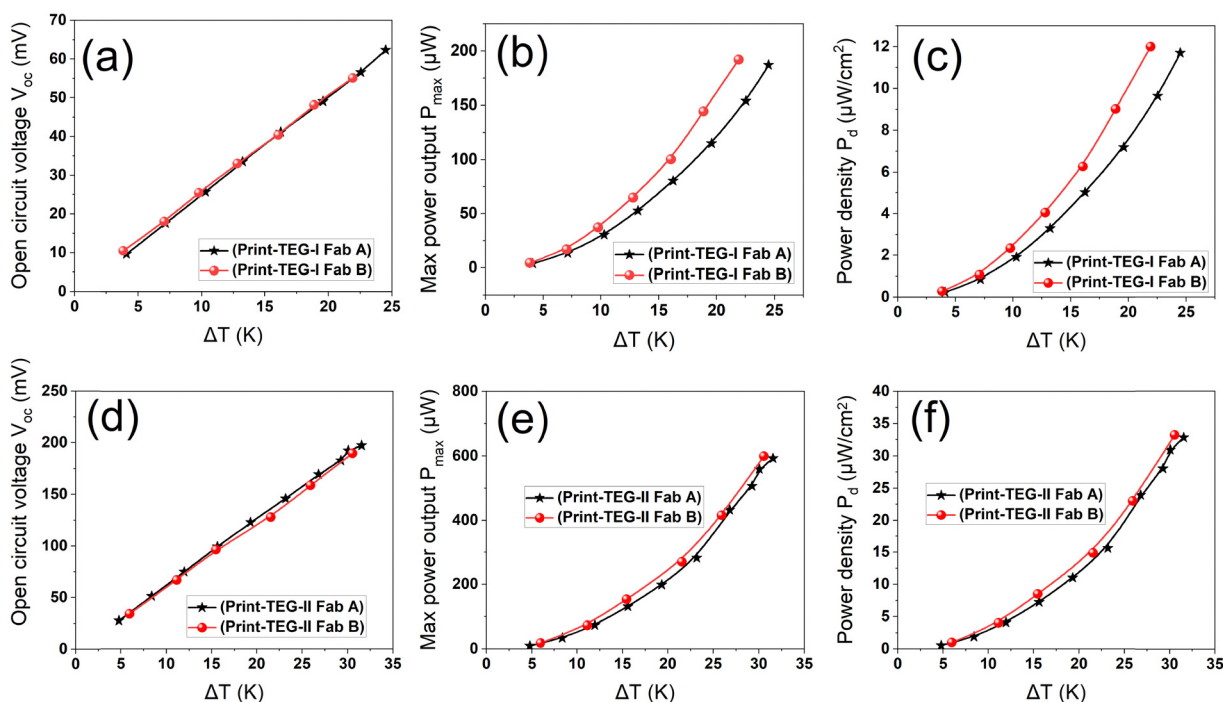 (a)
70
60
50
40
30
20
10
0
Open circuit voltage Voc (mV)
(Print-TEG-I Fab A)
(Print-TEG-I Fab B)
0 5 10 15 20 25
ΔT (K)
(b)
200
150
100
50
0
Max power output Pmax (µW)
(Print-TEG-I Fab A)
(Print-TEG-I Fab B)
0 5 10 15 20 25
ΔT (K)
(c)
12
10
8
6
4
2
0
Power density Pd (µW/cm²)
(Print-TEG-I Fab A)
(Print-TEG-I Fab B)
0 5 10 15 20 25
ΔT (K)
(d)
250
200
150
100
50
0
Open circuit voltage Voc (mV)
(Print-TEG-II Fab A)
(Print-TEG-II Fab B)
0 5 10 15 20 25 30 35
ΔT (K)
(e)
800
600
400
200
0
Max power output Pmax (µW)
(Print-TEG-II Fab A)
(Print-TEG-II Fab B)
0 5 10 15 20 25 30 35
ΔT (K)
(f)
40
35
30
25
20
15
10
5
0
Power density Pd (µW/cm²)
(Print-TEG-II Fab A)
(Print-TEG-II Fab B)
0 5 10 15 20 25 30 35
ΔT (K)